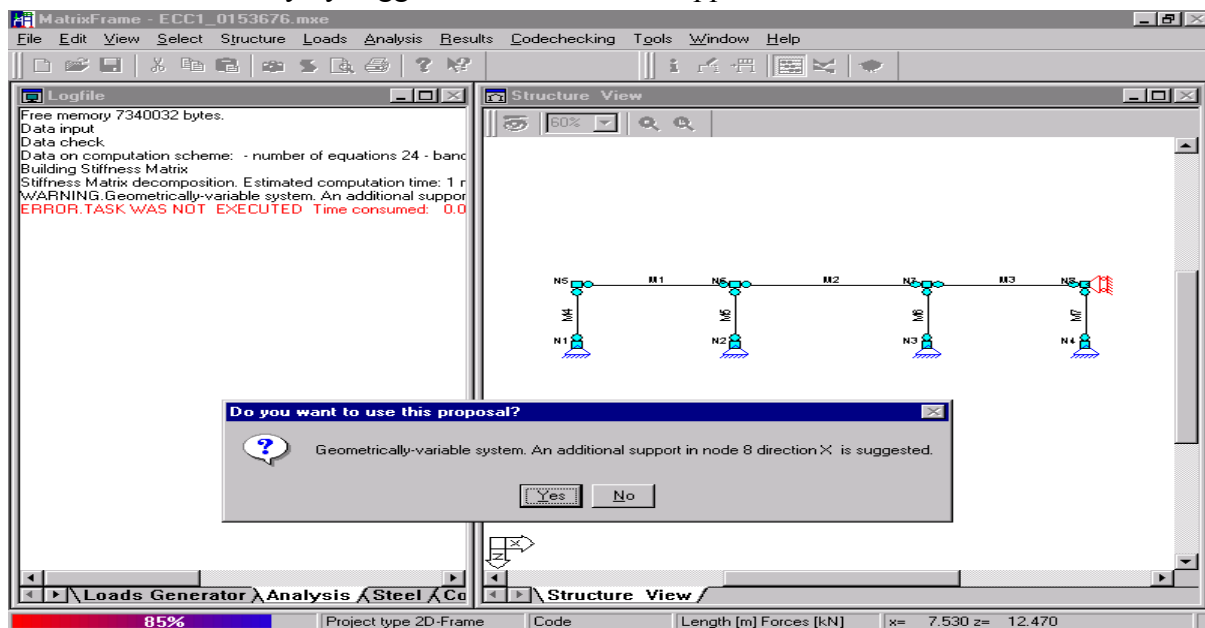 MatrixFrame - ECC1_0153676.mxe
File Edit View Select Structure Loads Analysis Results Codechecking Tools Window Help
Logfile
Free memory 7340032 bytes.
Data input
Data check
Data on computation scheme: - number of equations 24 - band
Building Stiffness Matrix
Stiffness Matrix decomposition. Estimated computation time: 1 r
WARNING.Geometrically-variable system. An additional suppor
ERROR.TASK WAS NOT EXECUTED Time consumed: 0.0
Structure View
60%
N5 M1 N6 M2 N7 M3 N8
M4 M5 M6 M7
N1 N2 N3 N4
Do you want to use this proposal?
Geometrically-variable system. An additional support in node 8 direction X is suggested.
Yes No
X
Z
Loads Generator Analysis Steel Co
Structure View
85% Project type 2D-Frame Code Length [m] Forces [kN] x= 7.530 z= 12.470